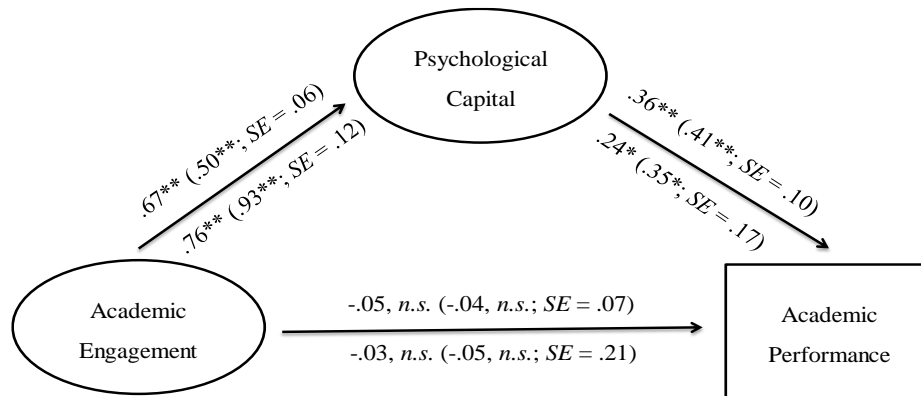 Psychological
Capital
.67** (.50**; SE = .06)
.76** (.93**; SE = .12)
.36** (.41**; SE = .10)
.24* (.35*; SE = .17)
Academic
Engagement
-.05, n.s. (-.04, n.s.; SE = .07)
-.03, n.s. (-.05, n.s.; SE = .21)
Academic
Performance